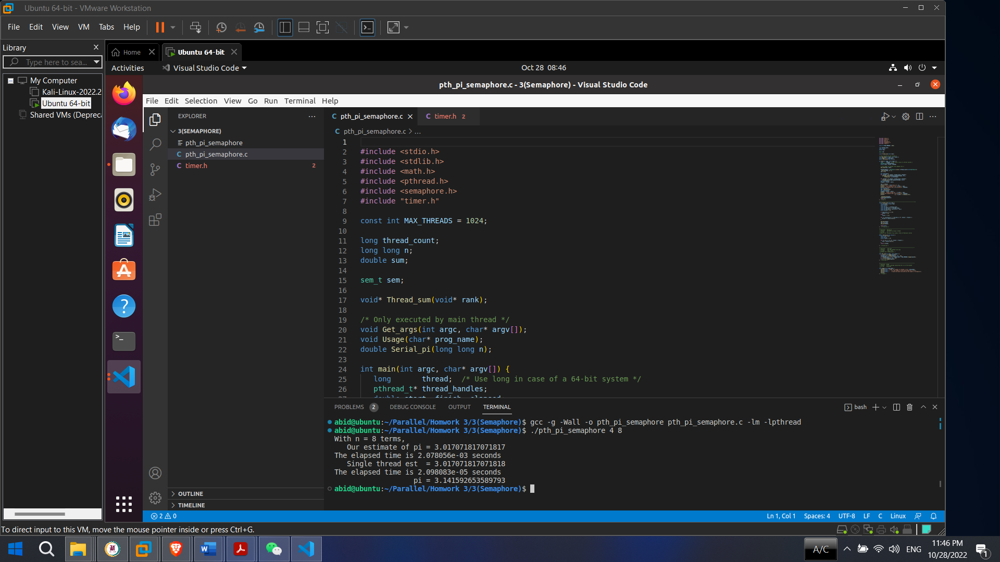 Ubuntu 64-bit - VMware Workstation
File Edit View VM Tabs Help
Library
Type here to sea...
My Computer
Kali-Linux-2022.2
Ubuntu 64-bit
Shared VMs (Depreca
Home
Ubuntu 64-bit
Activities
Visual Studio Code
Oct 28 08:46
pth_pi_semaphore.c - 3(Semaphore) - Visual Studio Code
File Edit Selection View Go Run Terminal Help
EXPLORER
3(SEMAPHORE)
pth_pi_semaphore
C pth_pi_semaphore.c
C timer.h 2
OUTLINE
TIMELINE
C pth_pi_semaphore.c
C timer.h 2
C pth_pi_semaphore.c > ...
1
2 #include <stdio.h>
3 #include <stdlib.h>
4 #include <math.h>
5 #include <pthread.h>
6 #include <semaphore.h>
7 #include "timer.h"
8
9 const int MAX_THREADS = 1024;
10
11 long thread_count;
12 long long n;
13 double sum;
14
15 sem_t sem;
16
17 void* Thread_sum(void* rank);
18
19 /* Only executed by main thread */
20 void Get_args(int argc, char* argv[]);
21 void Usage(char* prog_name);
22 double Serial_pi(long long n);
23
24 int main(int argc, char* argv[]) {
25 long thread; /* Use long in case of a 64-bit system */
26 pthread_t* thread_handles;
27 double start, finish, elapsed
PROBLEMS 2 DEBUG CONSOLE OUTPUT TERMINAL
bash
abid@ubuntu:~/Parallel/Homwork 3/3(Semaphore)$ gcc -g -Wall -o pth_pi_semaphore pth_pi_semaphore.c -lm -lpthread
abid@ubuntu:~/Parallel/Homwork 3/3(Semaphore)$ ./pth_pi_semaphore 4 8
With n = 8 terms,
Our estimate of pi = 3.017071817071817
The elapsed time is 2.078056e-03 seconds
Single thread est = 3.017071817071818
The elapsed time is 2.098083e-05 seconds
pi = 3.141592653589793
abid@ubuntu:~/Parallel/Homwork 3/3(Semaphore)$
2 0
Ln 1, Col 1 Spaces: 4 UTF-8 LF C Linux
To direct input to this VM, move the mouse pointer inside or press Ctrl+G.
A/C
ENG
11:46 PM
10/28/2022
1